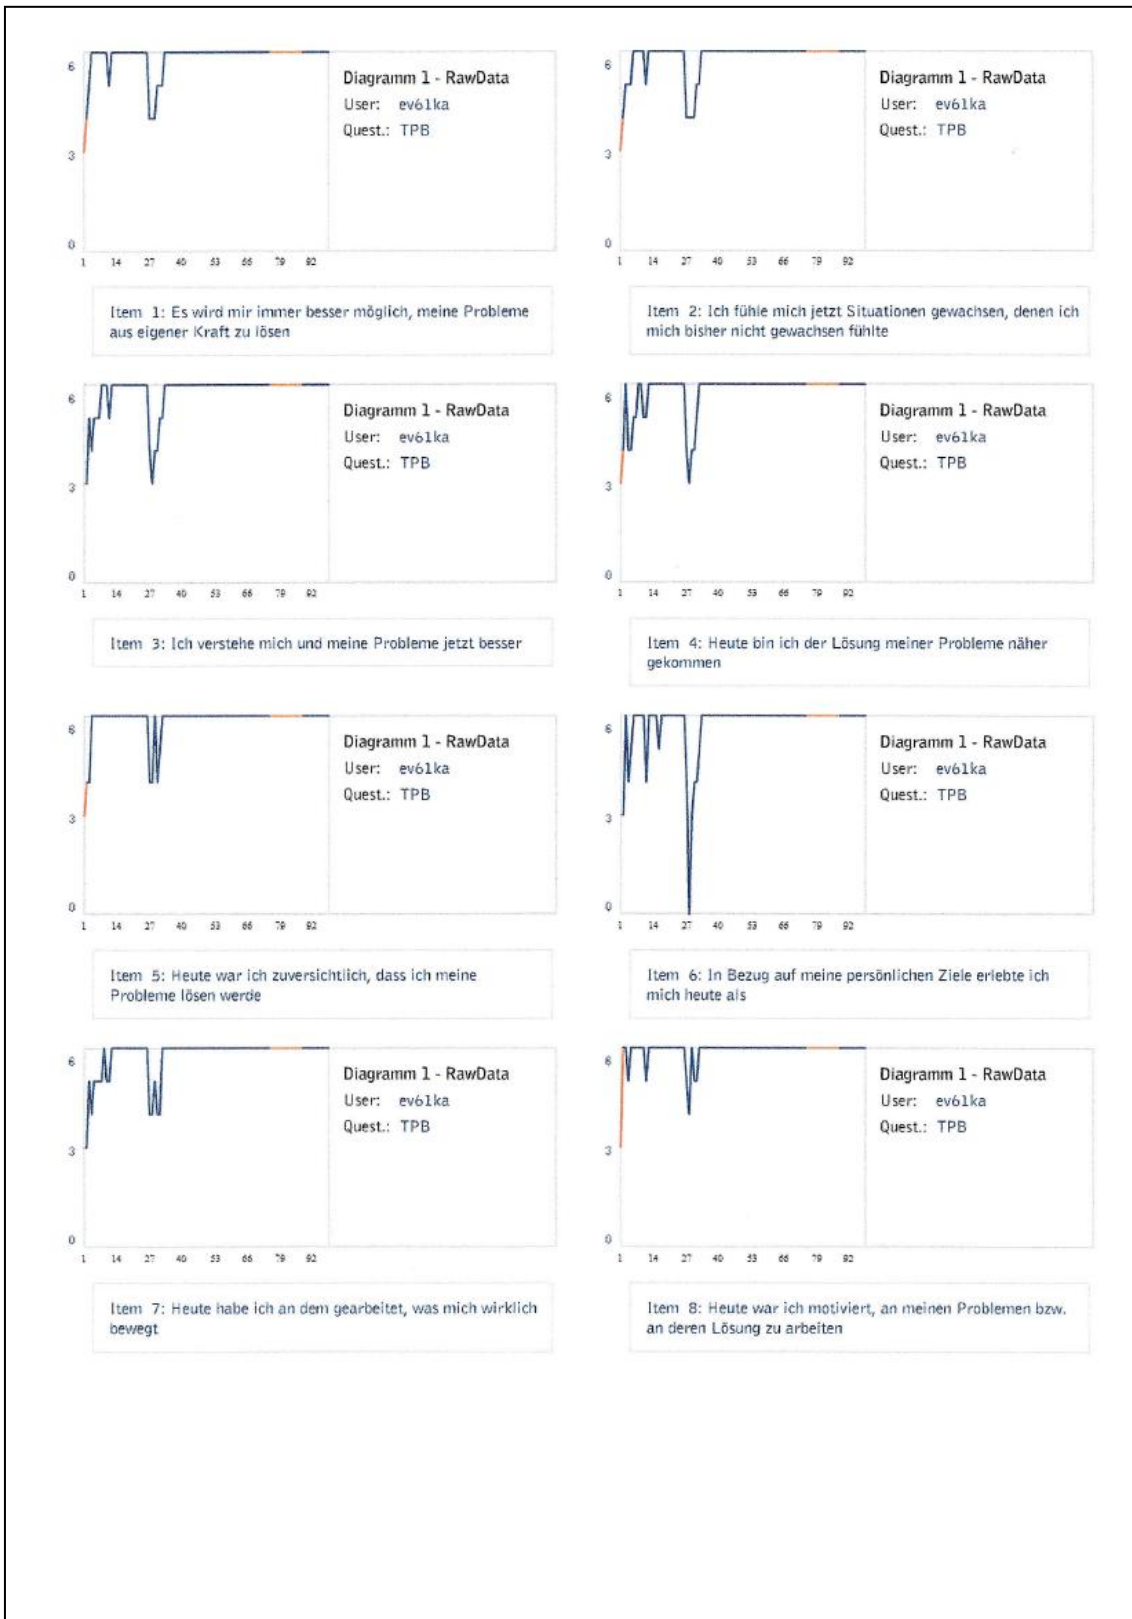 6
3
0
1 14 27 40 53 66 79 92
Diagramm 1 - RawData
User: ev61ka
Quest.: TPB
Item 1: Es wird mir immer besser möglich, meine Probleme
aus eigener Kraft zu lösen
6
3
0
1 14 27 40 53 66 79 92
Diagramm 1 - RawData
User: ev61ka
Quest.: TPB
Item 2: Ich fühle mich jetzt Situationen gewachsen, denen ich
mich bisher nicht gewachsen fühlte
6
3
0
1 14 27 40 53 66 79 92
Diagramm 1 - RawData
User: ev61ka
Quest.: TPB
Item 3: Ich verstehe mich und meine Probleme jetzt besser
6
3
0
1 14 27 40 53 66 79 92
Diagramm 1 - RawData
User: ev61ka
Quest.: TPB
Item 4: Heute bin ich der Lösung meiner Probleme näher
gekommen
6
3
0
1 14 27 40 53 66 79 92
Diagramm 1 - RawData
User: ev61ka
Quest.: TPB
Item 5: Heute war ich zuversichtlich, dass ich meine
Probleme lösen werde
6
3
0
1 14 27 40 53 66 79 92
Diagramm 1 - RawData
User: ev61ka
Quest.: TPB
Item 6: In Bezug auf meine persönlichen Ziele erlebte ich
mich heute als
6
3
0
1 14 27 40 53 66 79 92
Diagramm 1 - RawData
User: ev61ka
Quest.: TPB
Item 7: Heute habe ich an dem gearbeitet, was mich wirklich
bewegt
6
3
0
1 14 27 40 53 66 79 92
Diagramm 1 - RawData
User: ev61ka
Quest.: TPB
Item 8: Heute war ich motiviert, an meinen Problemen bzw.
an deren Lösung zu arbeiten